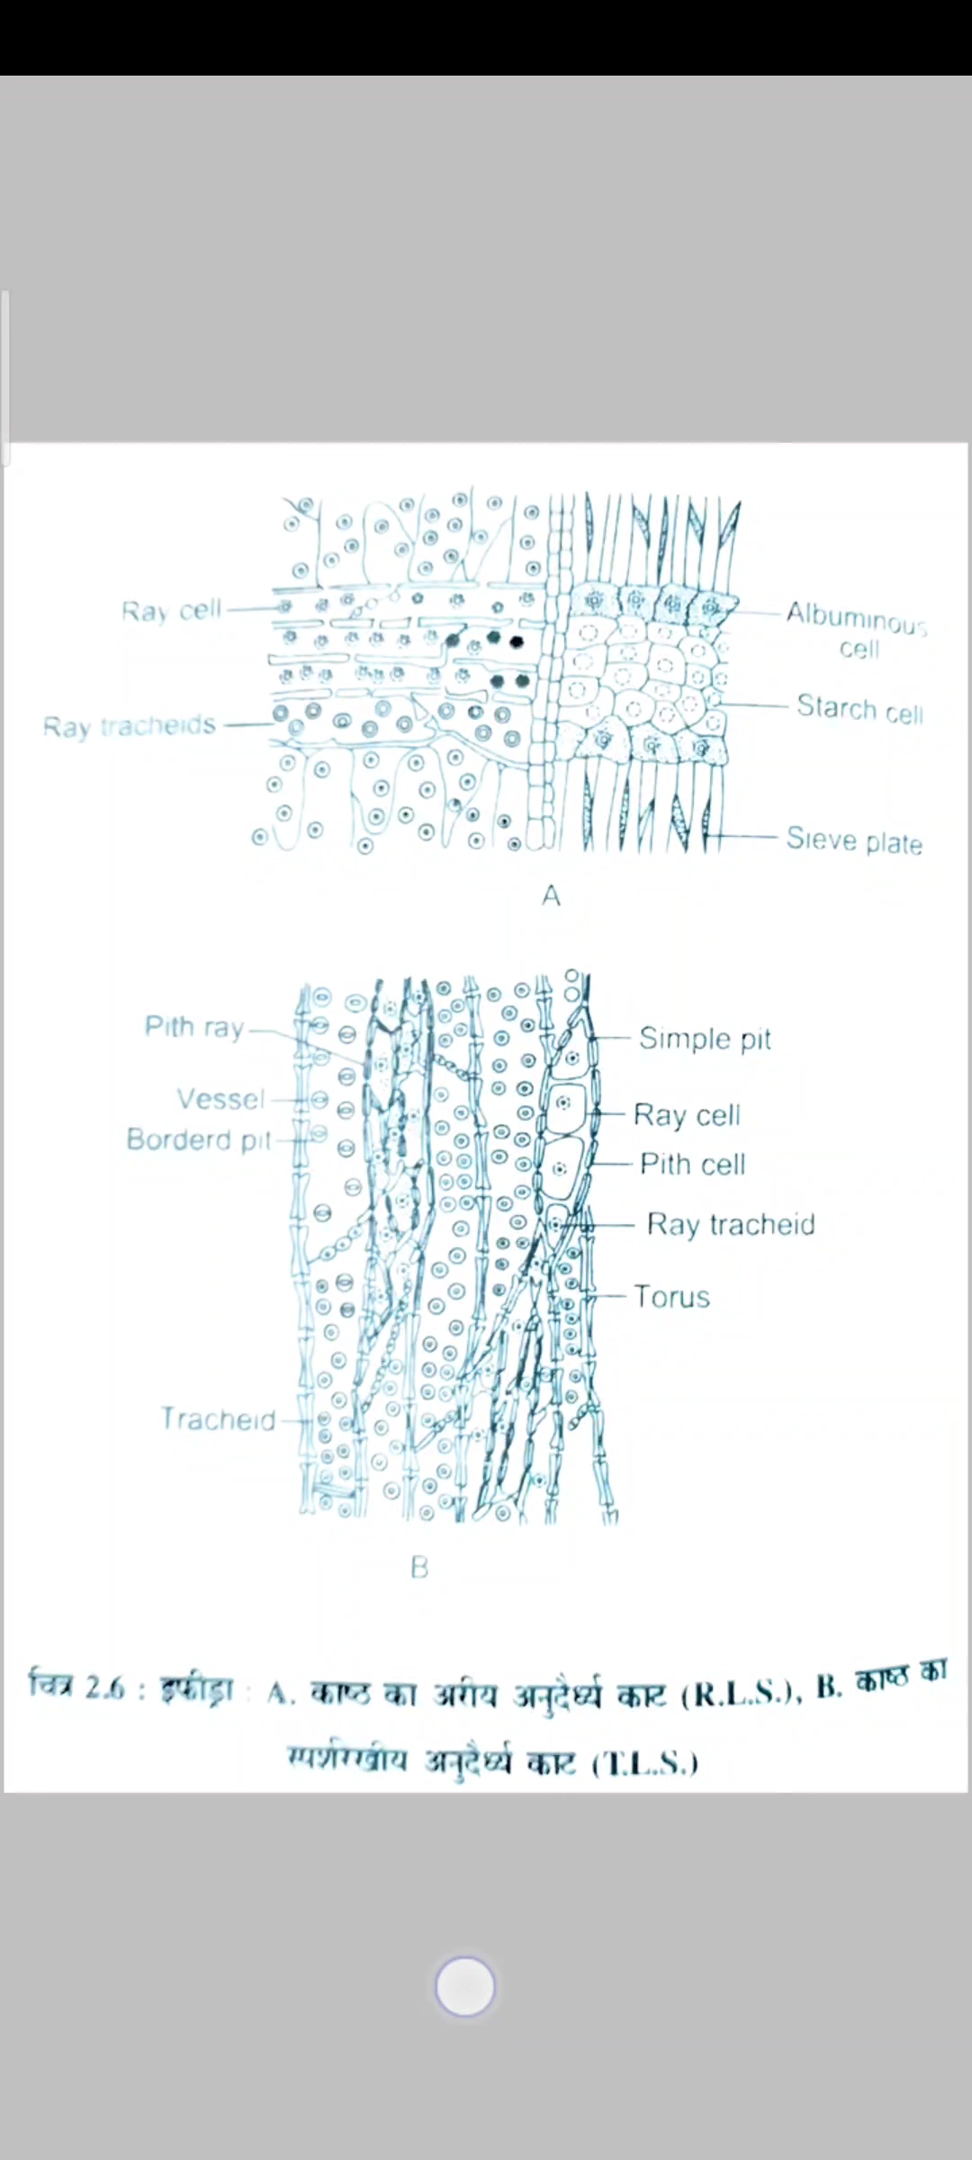 Ray cell
Albuminous
cell
Starch cell
Ray tracheids
Sieve plate
A
Pith ray
Simple pit
Vessel
Ray cell
Borderd pit
Pith cell
Ray tracheid
Torus
Tracheid
B
चित्र 2.6 : इफीड्रा : A. काष्ठ का अरीय अनुदैर्ध्य काट (R.L.S.), B. काष्ठ का
स्पर्शरेखीय अनुदैर्ध्य काट (T.L.S.)